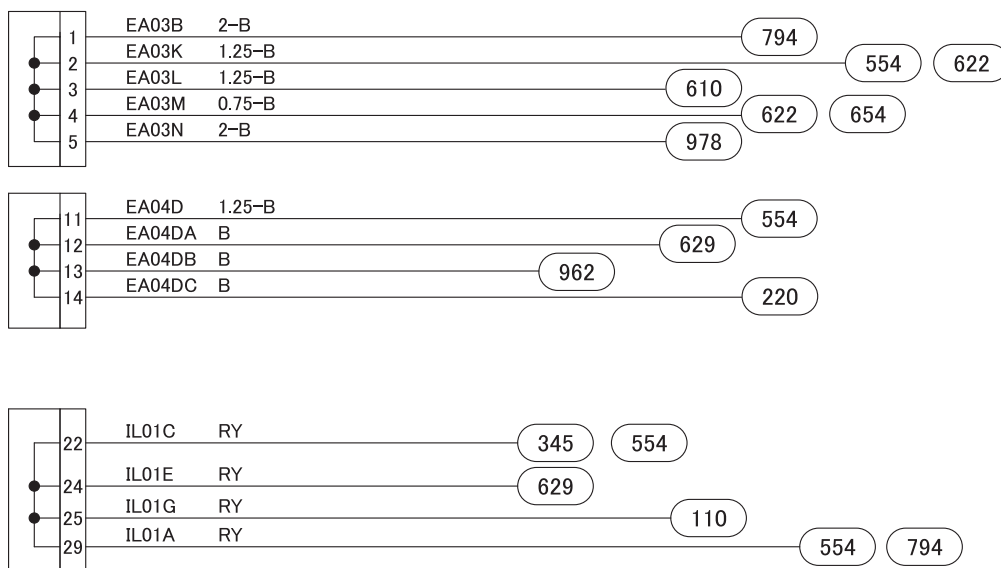 1 EA03B 2-B 794
2 EA03K 1.25-B 554 622
3 EA03L 1.25-B 610
4 EA03M 0.75-B 622 654
5 EA03N 2-B 978
11 EA04D 1.25-B 554
12 EA04DA B 629
13 EA04DB B 962
14 EA04DC B 220
22 IL01C RY 345 554
24 IL01E RY 629
25 IL01G RY 110
29 IL01A RY 554 794